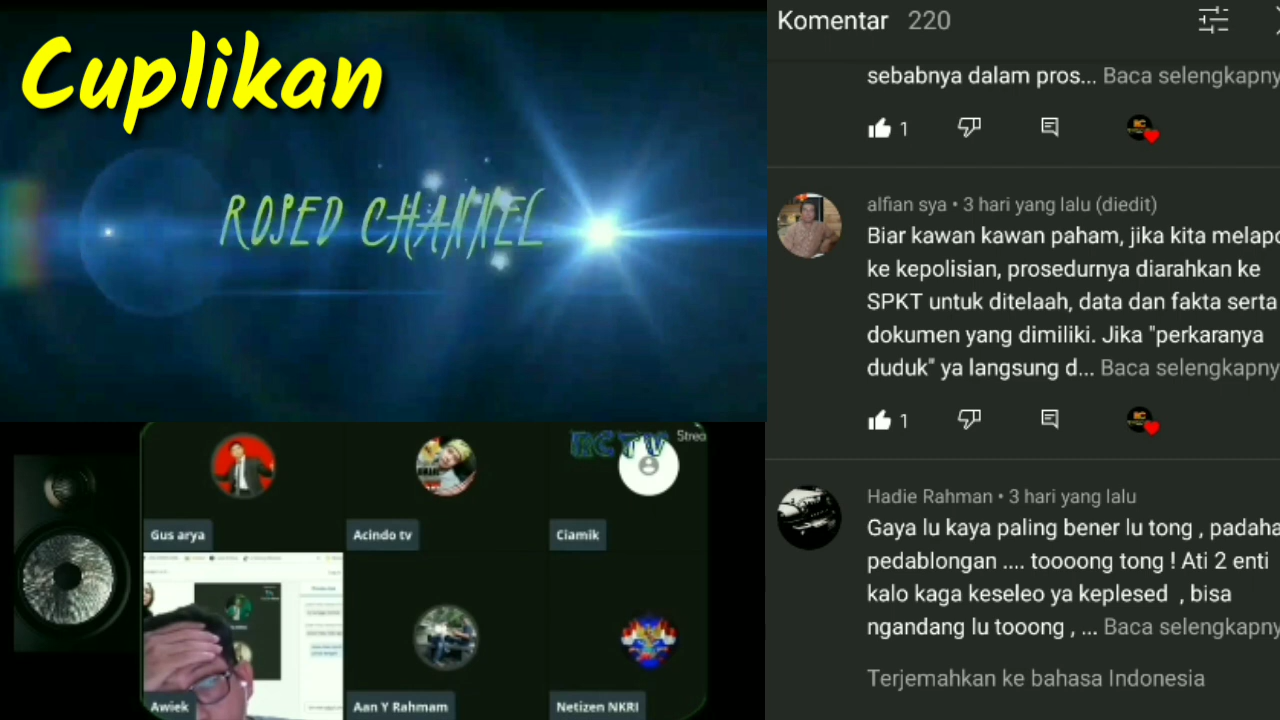 Cuplikan
ROSED CHANNEL
Gus arya
Acindo tv
RCTV
Strea
Ciamik
Awiek
Aan Y Rahmam
Netizen NKRI
Komentar 220
sebabnya dalam pros... Baca selengkapny
1
alfian sya • 3 hari yang lalu (diedit)
Biar kawan kawan paham, jika kita melapo
ke kepolisian, prosedurnya diarahkan ke
SPKT untuk ditelaah, data dan fakta serta
dokumen yang dimiliki. Jika "perkaranya
duduk" ya langsung d... Baca selengkapny
1
Hadie Rahman • 3 hari yang lalu
Gaya lu kaya paling bener lu tong , padaha
pedablongan .... toooong tong ! Ati 2 enti
kalo kaga keseleo ya keplesed , bisa
ngandang lu tooong , ... Baca selengkapny
Terjemahkan ke bahasa Indonesia